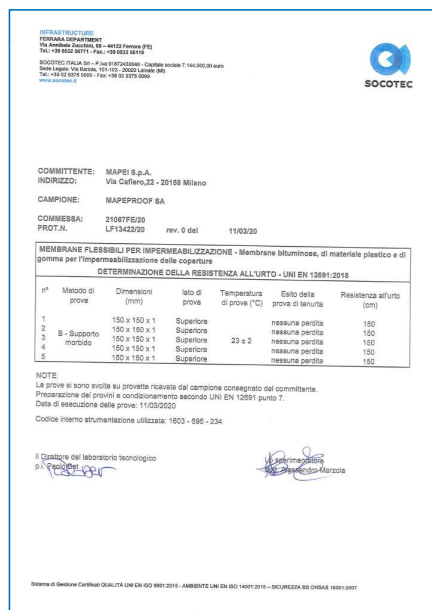 INFRASTRUCTURE
FERRARA DEPARTMENT
Via Annibale Zucchini, 69 – 44122 Ferrara (FE)
Tel.: +39 0532 56771 - Fax.: +39 0532 56119
SOCOTEC ITALIA Srl – P.Iva 01872430648 - Capitale sociale 7.144.000,00 euro
Sede Legale: Via Bariola, 101-103 - 20020 Lainate (MI)
Tel.: +39 02 9375 0000 - Fax: +39 02 9375 0099
www.socotec.it
SOCOTEC
COMMITTENTE: MAPEI S.p.A.
INDIRIZZO: Via Cafiero,22 - 20158 Milano
CAMPIONE: MAPEPROOF SA
COMMESSA: 21067FE/20
PROT.N. LF13422/20 rev. 0 del 11/03/20
MEMBRANE FLESSIBILI PER IMPERMEABILIZZAZIONE - Membrane bituminose, di materiale plastico e di
gomma per l'impermeabilizzazione delle coperture
DETERMINAZIONE DELLA RESISTENZA ALL'URTO - UNI EN 12691:2018
n° Metodo di prova Dimensioni (mm) lato di prova Temperatura di prova (°C) Esito della prova di tenuta Resistenza all'urto (cm)
1 150 x 150 x 1 Superiore nessuna perdita 150
2 150 x 150 x 1 Superiore nessuna perdita 150
3 B - Supporto morbido 150 x 150 x 1 Superiore 23 ± 2 nessuna perdita 150
4 150 x 150 x 1 Superiore nessuna perdita 150
5 150 x 150 x 1 Superiore nessuna perdita 150
NOTE:
Le prove si sono svolte su provette ricavate dal campione consegnato dal committente.
Preparazione dei provini e condizionamento secondo UNI EN 12691 punto 7.
Data di esecuzione delle prove: 11/03/2020
Codice interno strumentazione utilizzata: 1603 - 696 - 234
Il Direttore del laboratorio tecnologico
p.i. Paolo
Lo sperimentatore
Alessandro Marzola
Sistema di Gestione Certificati QUALITÀ UNI EN ISO 9001:2015 - AMBIENTE UNI EN ISO 14001:2015 – SICUREZZA BS OHSAS 18001:2007